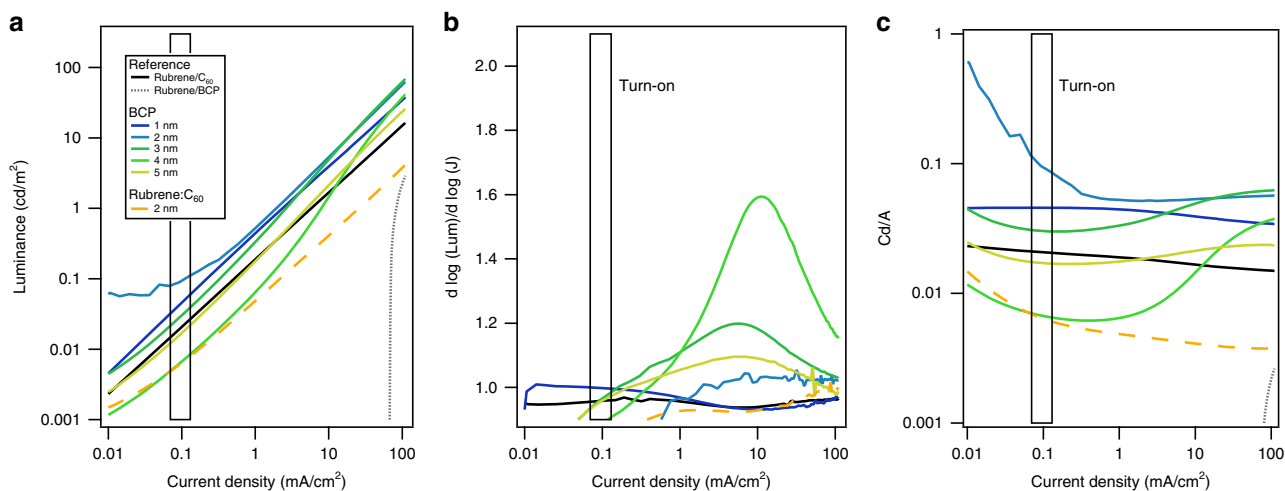 a
Luminance (cd/m²)
100
10
1
0.1
0.01
0.001
Reference
Rubrene/C₆₀
Rubrene/BCP
BCP
1 nm
2 nm
3 nm
4 nm
5 nm
Rubrene:C₆₀
2 nm
0.01 0.1 1 10 100
Current density (mA/cm²)
b
d log (Lum)/d log (J)
2.0
1.8
1.6
1.4
1.2
1.0
Turn-on
0.01 0.1 1 10 100
Current density (mA/cm²)
c
Cd/A
1
0.1
0.01
0.001
Turn-on
0.01 0.1 1 10 100
Current density (mA/cm²)